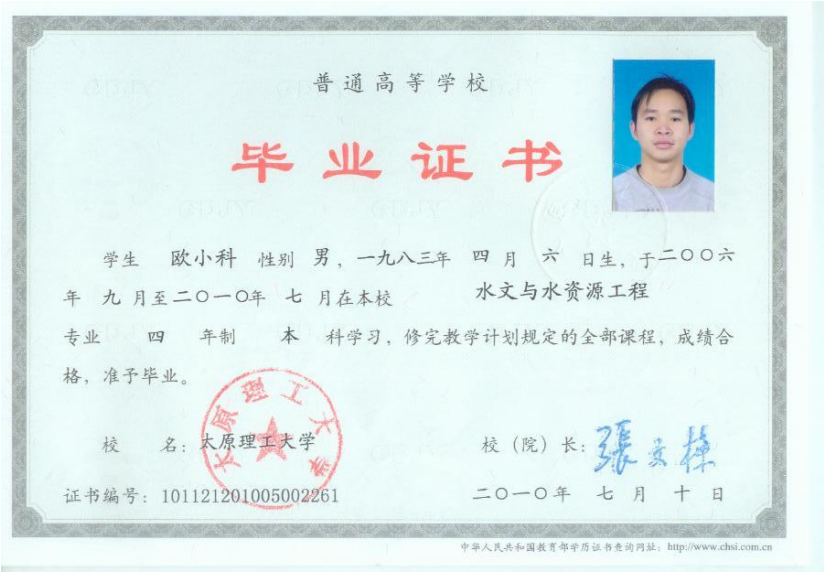 普通高等学校
毕业证书
学生 欧小科 性别 男，一九八三年 四 月 六 日生，于二〇〇六
年 九 月至二〇一〇年 七 月在本校 水文与水资源工程
专业 四 年制 本 科学习，修完教学计划规定的全部课程，成绩合
格，准予毕业。
校 名：太原理工大学
太原理工大学
校（院）长：
证书编号：101121201005002261
二〇一〇年 七 月 十 日
中华人民共和国教育部学历证书查询网址：http://www.chsi.com.cn